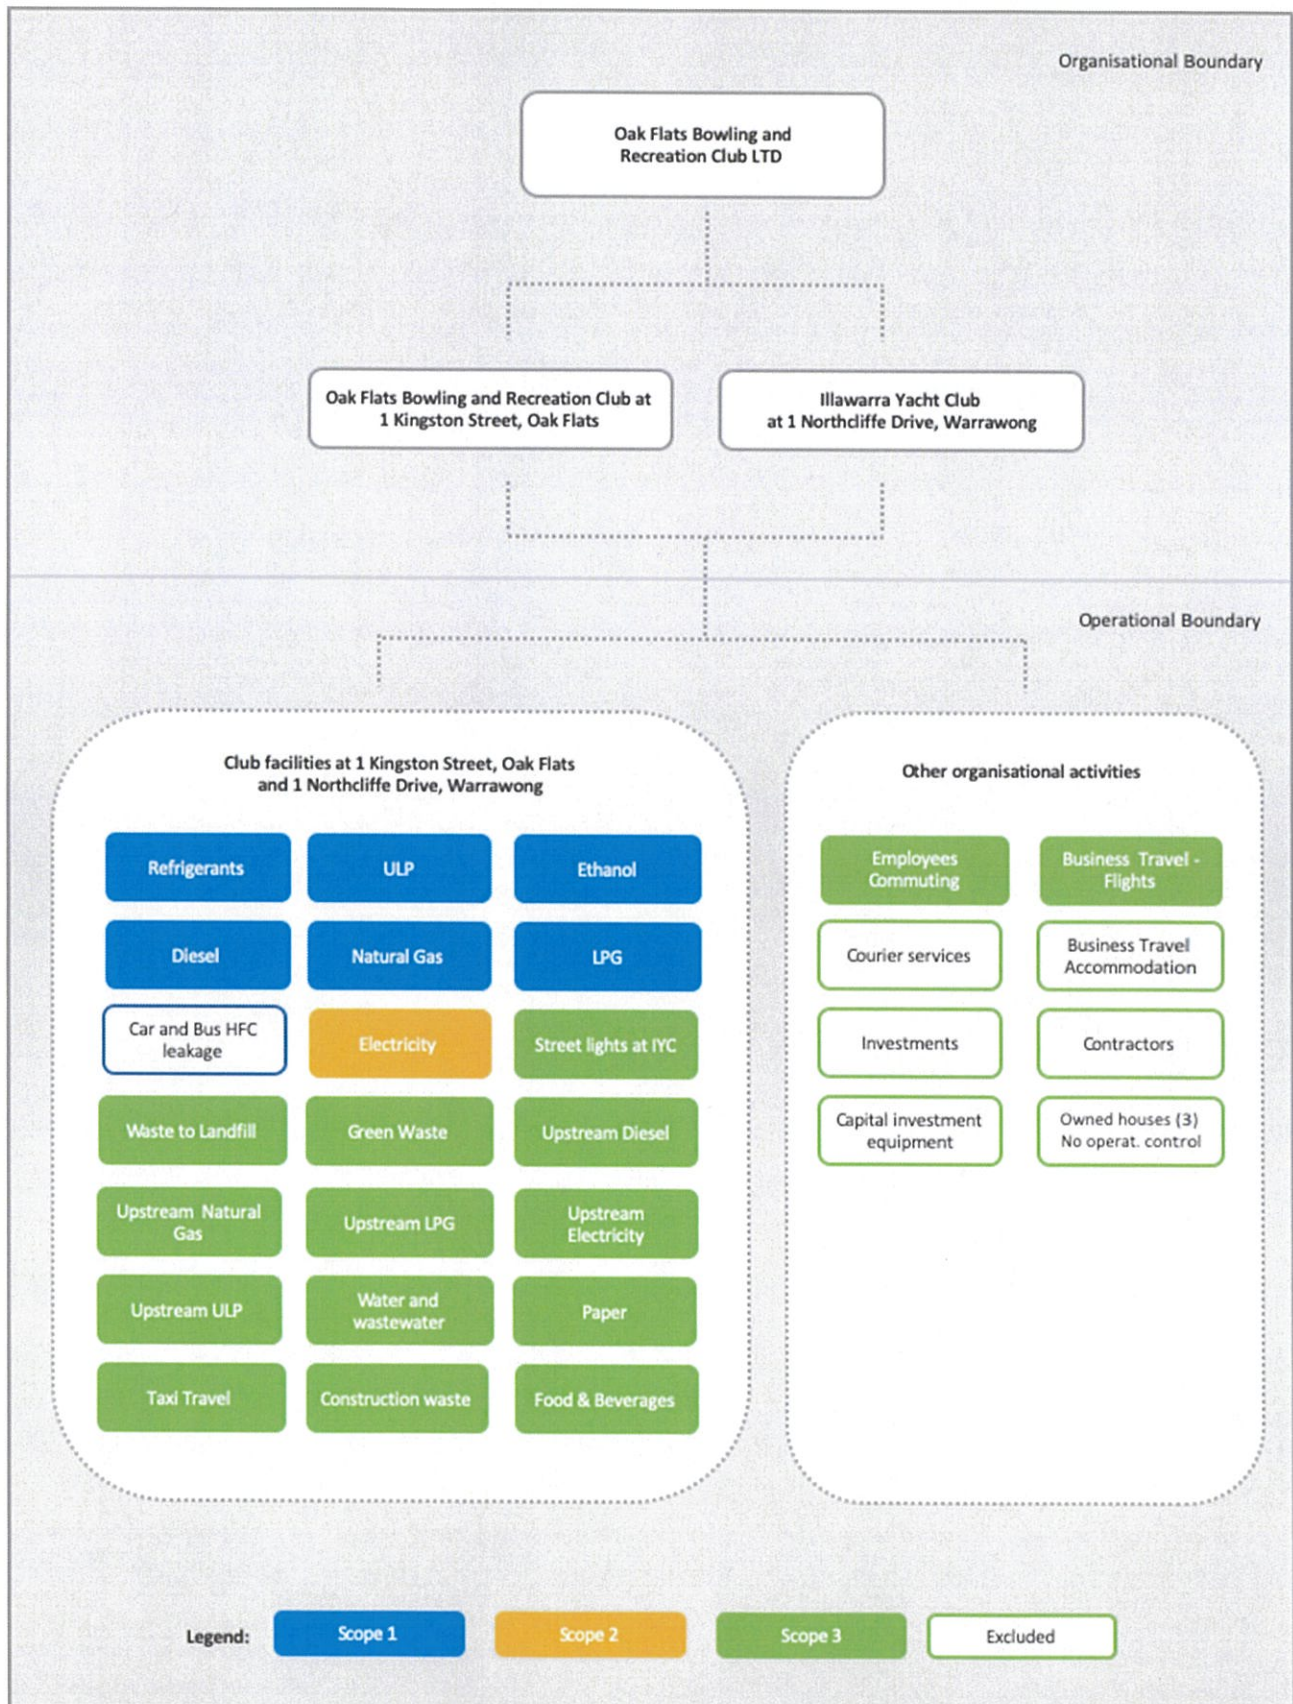 Organisational Boundary
Oak Flats Bowling and
Recreation Club LTD
Oak Flats Bowling and Recreation Club at
1 Kingston Street, Oak Flats
Illawarra Yacht Club
at 1 Northcliffe Drive, Warrawong
Operational Boundary
Club facilities at 1 Kingston Street, Oak Flats
and 1 Northcliffe Drive, Warrawong
Refrigerants
ULP
Ethanol
Diesel
Natural Gas
LPG
Car and Bus HFC
leakage
Electricity
Street lights at IYC
Waste to Landfill
Green Waste
Upstream Diesel
Upstream Natural
Gas
Upstream LPG
Upstream
Electricity
Upstream ULP
Water and
wastewater
Paper
Taxi Travel
Construction waste
Food & Beverages
Other organisational activities
Employees
Commuting
Business Travel -
Flights
Courier services
Business Travel
Accommodation
Investments
Contractors
Capital investment
equipment
Owned houses (3)
No operat. control
Legend:
Scope 1
Scope 2
Scope 3
Excluded